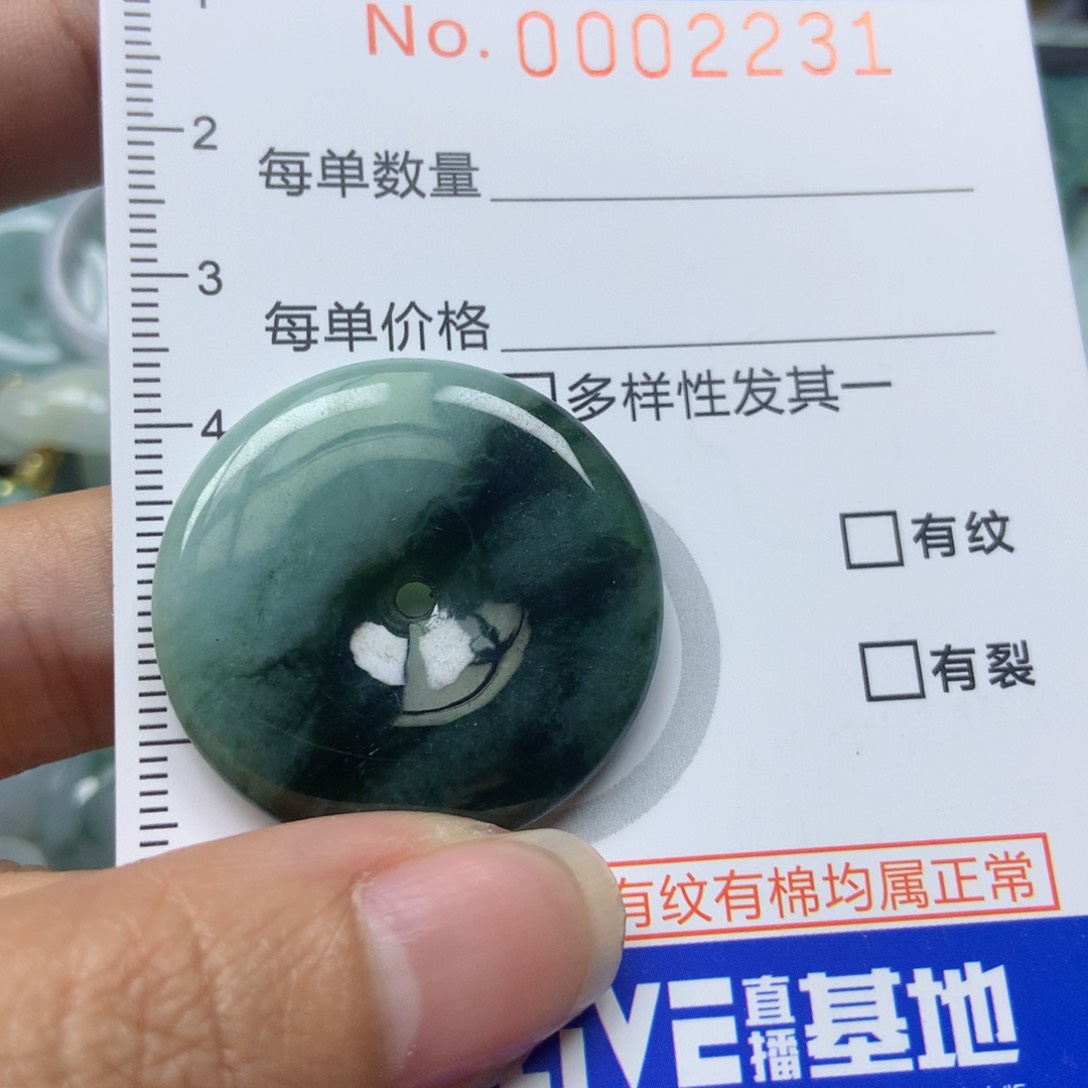 No. 0002231
2
每单数量
3
每单价格
多样性发其一
4
有纹
有裂
有纹有棉均属正常
LIVE 直播 基地